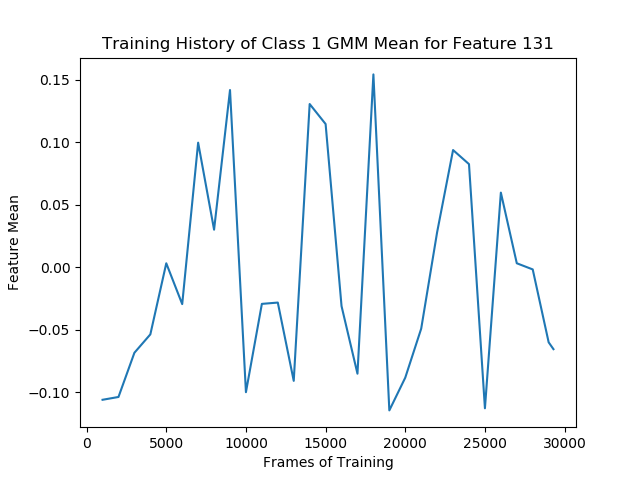 Training History of Class 1 GMM Mean for Feature 131
0.15
0.10
0.05
0.00
−0.05
−0.10
Feature Mean
0 5000 10000 15000 20000 25000 30000
Frames of Training